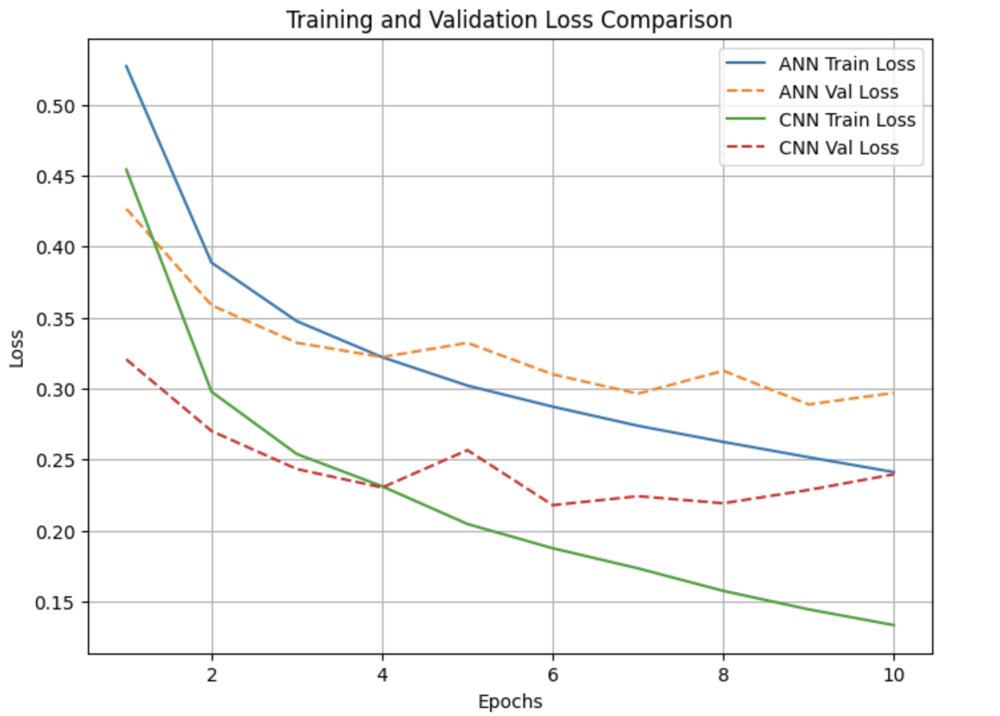 Training and Validation Loss Comparison
ANN Train Loss
ANN Val Loss
CNN Train Loss
CNN Val Loss
0.50
0.45
0.40
0.35
0.30
0.25
0.20
0.15
Loss
2 4 6 8 10
Epochs